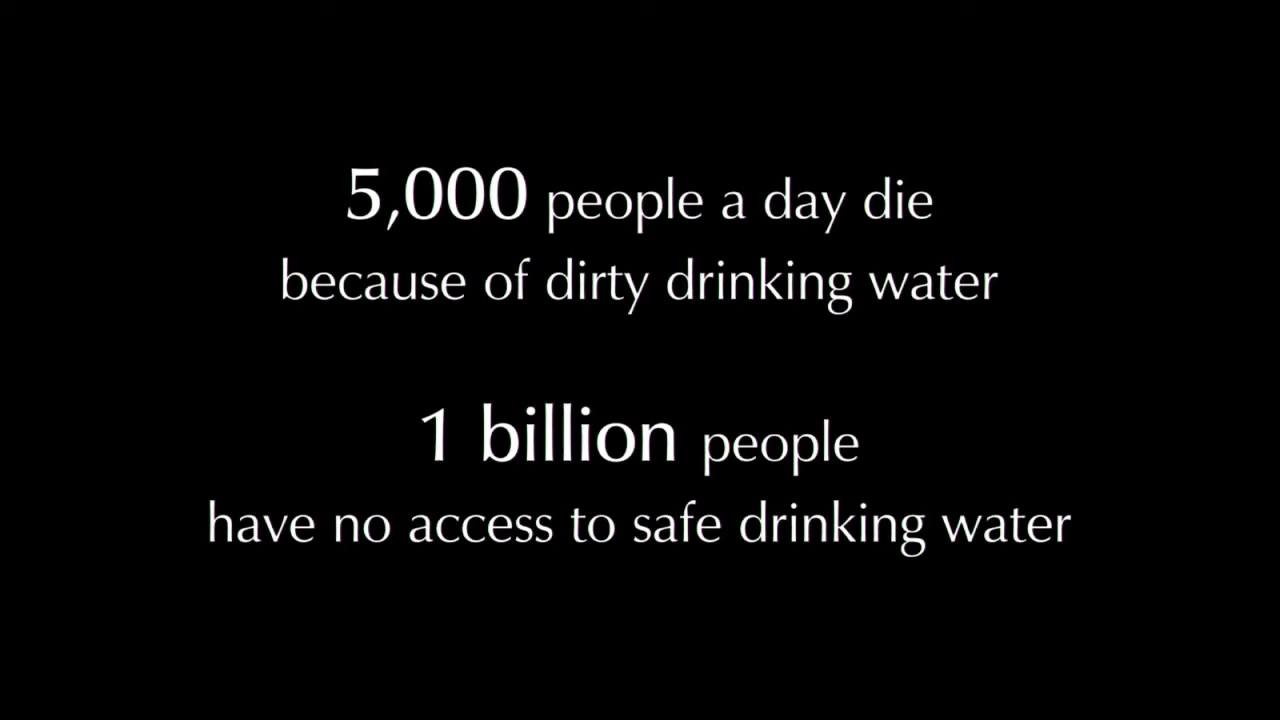 5,000 people a day die
because of dirty drinking water
1 billion people
have no access to safe drinking water